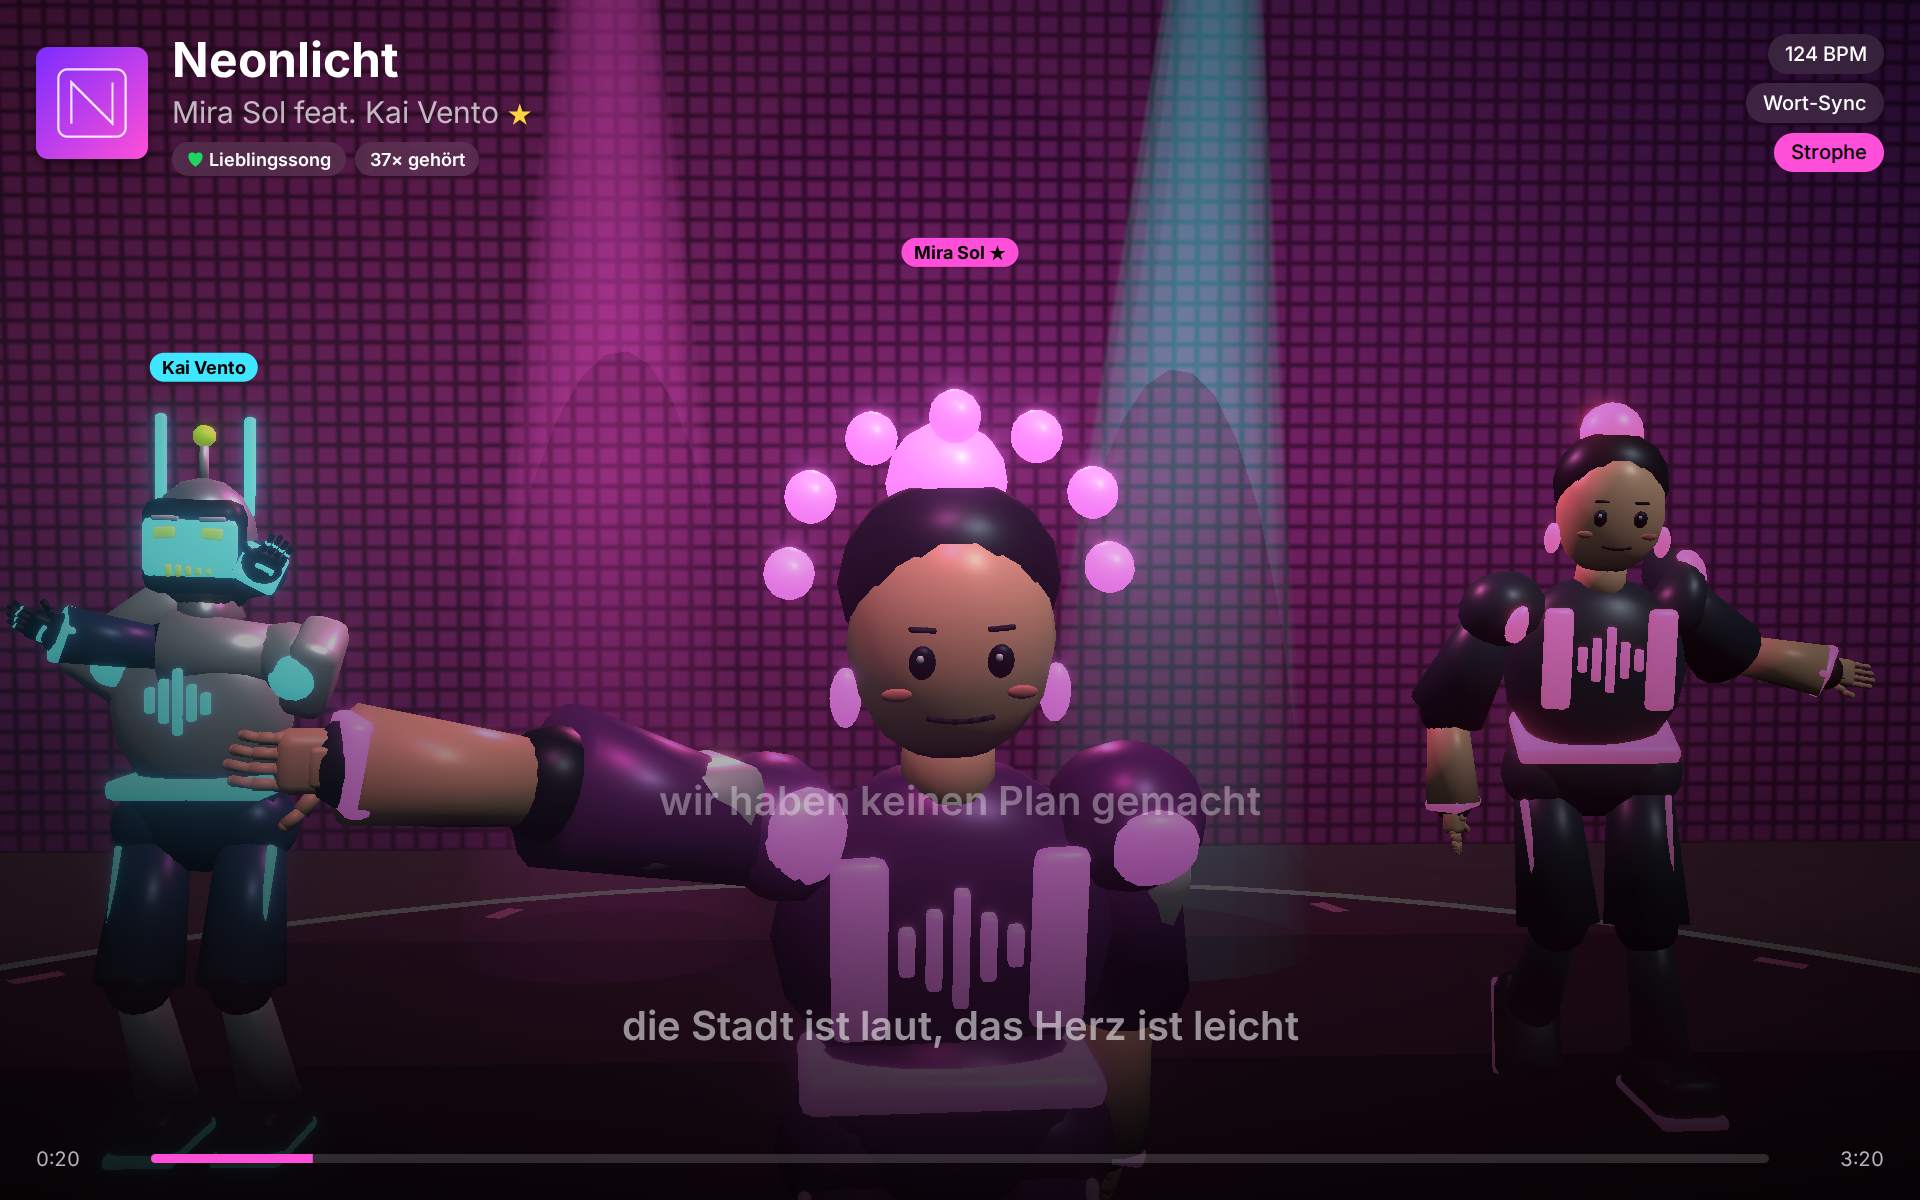 N
Neonlicht
Mira Sol feat. Kai Vento ★
Lieblingssong
37× gehört
124 BPM
Wort-Sync
Strophe
Mira Sol ★
Kai Vento
wir haben keinen Plan gemacht
die Stadt ist laut, das Herz ist leicht
0:20
3:20